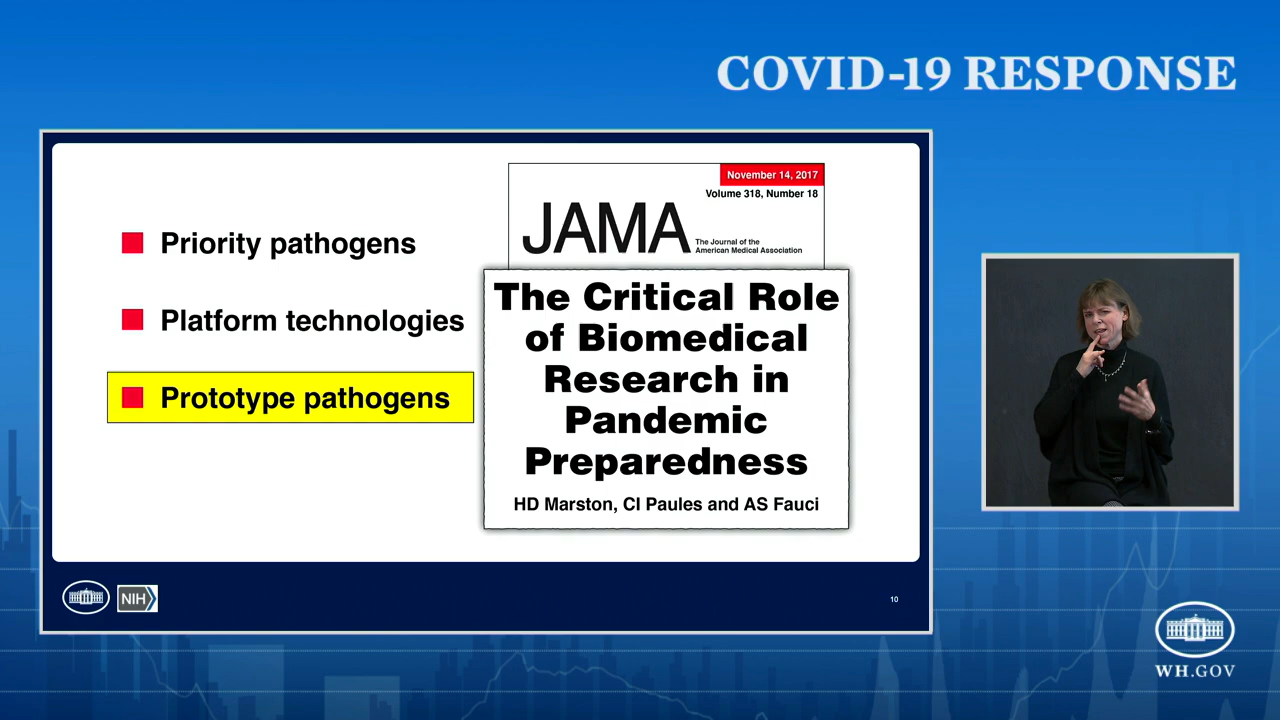 COVID-19 RESPONSE
Priority pathogens
Platform technologies
Prototype pathogens
November 14, 2017
Volume 318, Number 18
JAMA
The Journal of the
American Medical Association
The Critical Role
of Biomedical
Research in
Pandemic
Preparedness
HD Marston, CI Paules and AS Fauci
NIH
10
WH.GOV